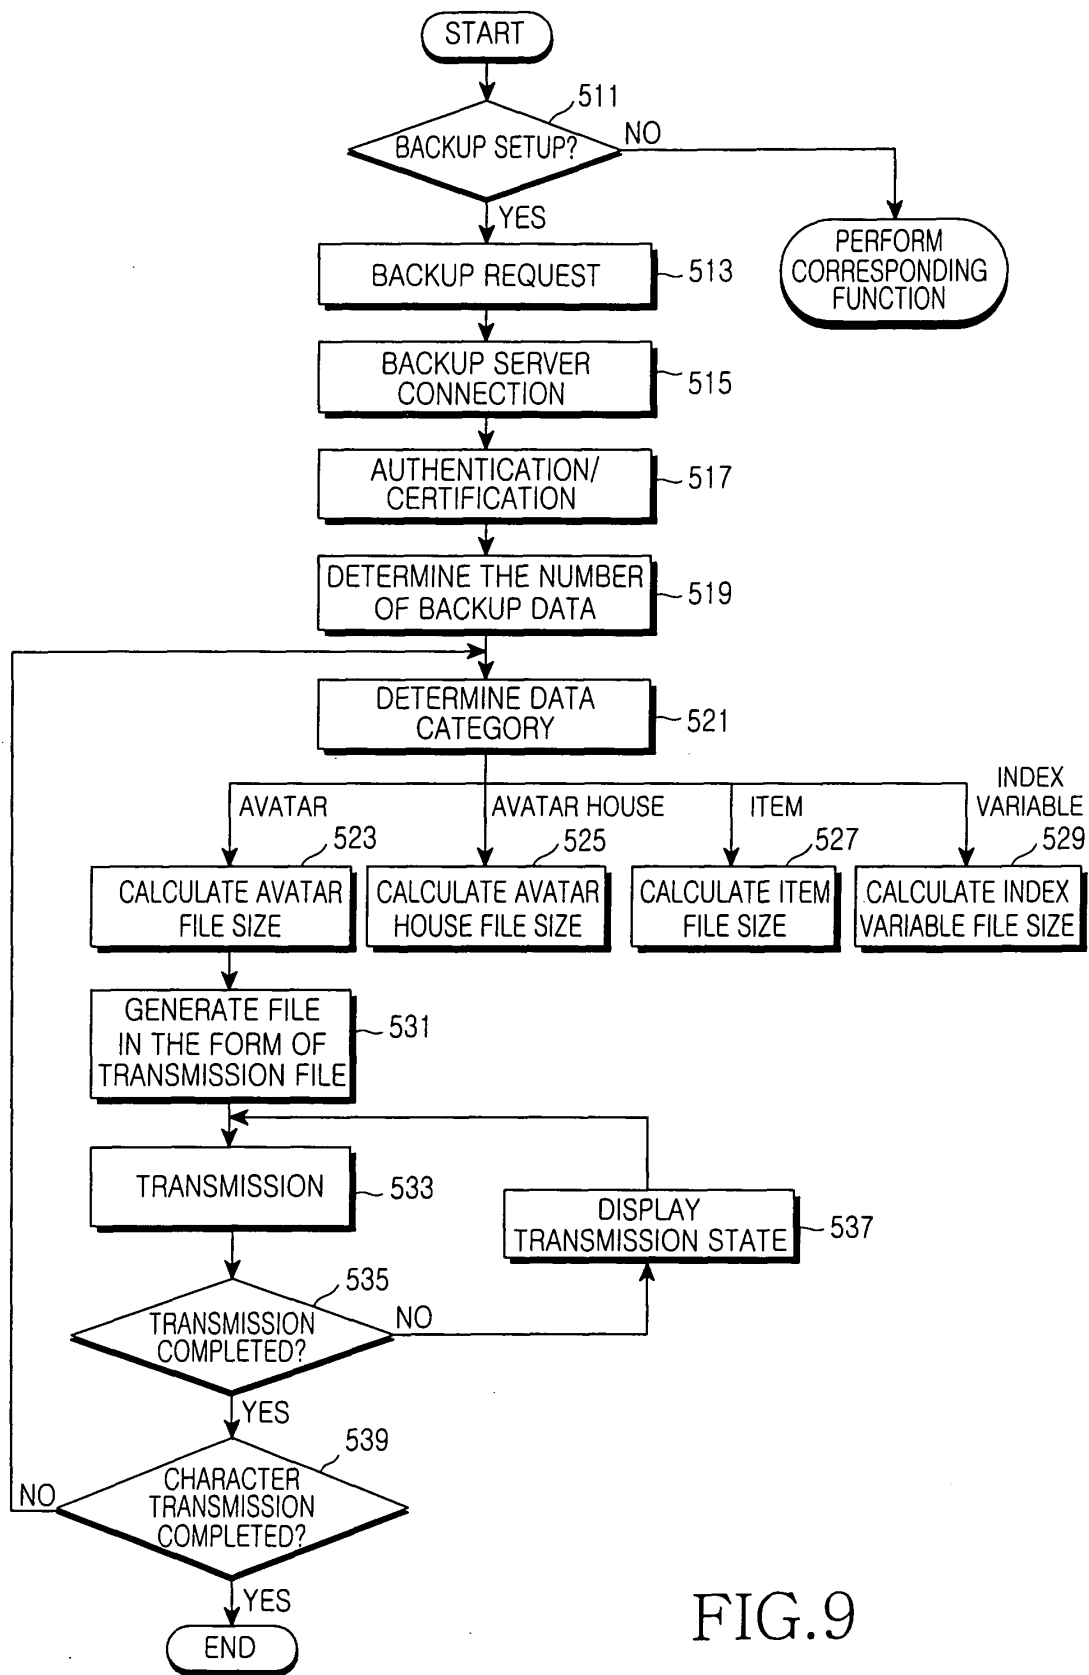 START
511
BACKUP SETUP?
NO
YES
PERFORM
CORRESPONDING
FUNCTION
BACKUP REQUEST
513
BACKUP SERVER
CONNECTION
515
AUTHENTICATION/
CERTIFICATION
517
DETERMINE THE NUMBER
OF BACKUP DATA
519
DETERMINE DATA
CATEGORY
521
AVATAR
AVATAR HOUSE
ITEM
INDEX
VARIABLE
523
525
527
529
CALCULATE AVATAR
FILE SIZE
CALCULATE AVATAR
HOUSE FILE SIZE
CALCULATE ITEM
FILE SIZE
CALCULATE INDEX
VARIABLE FILE SIZE
GENERATE FILE
IN THE FORM OF
TRANSMISSION FILE
531
TRANSMISSION
533
DISPLAY
TRANSMISSION STATE
537
535
TRANSMISSION
COMPLETED?
NO
YES
539
CHARACTER
TRANSMISSION
COMPLETED?
NO
YES
END
FIG.9